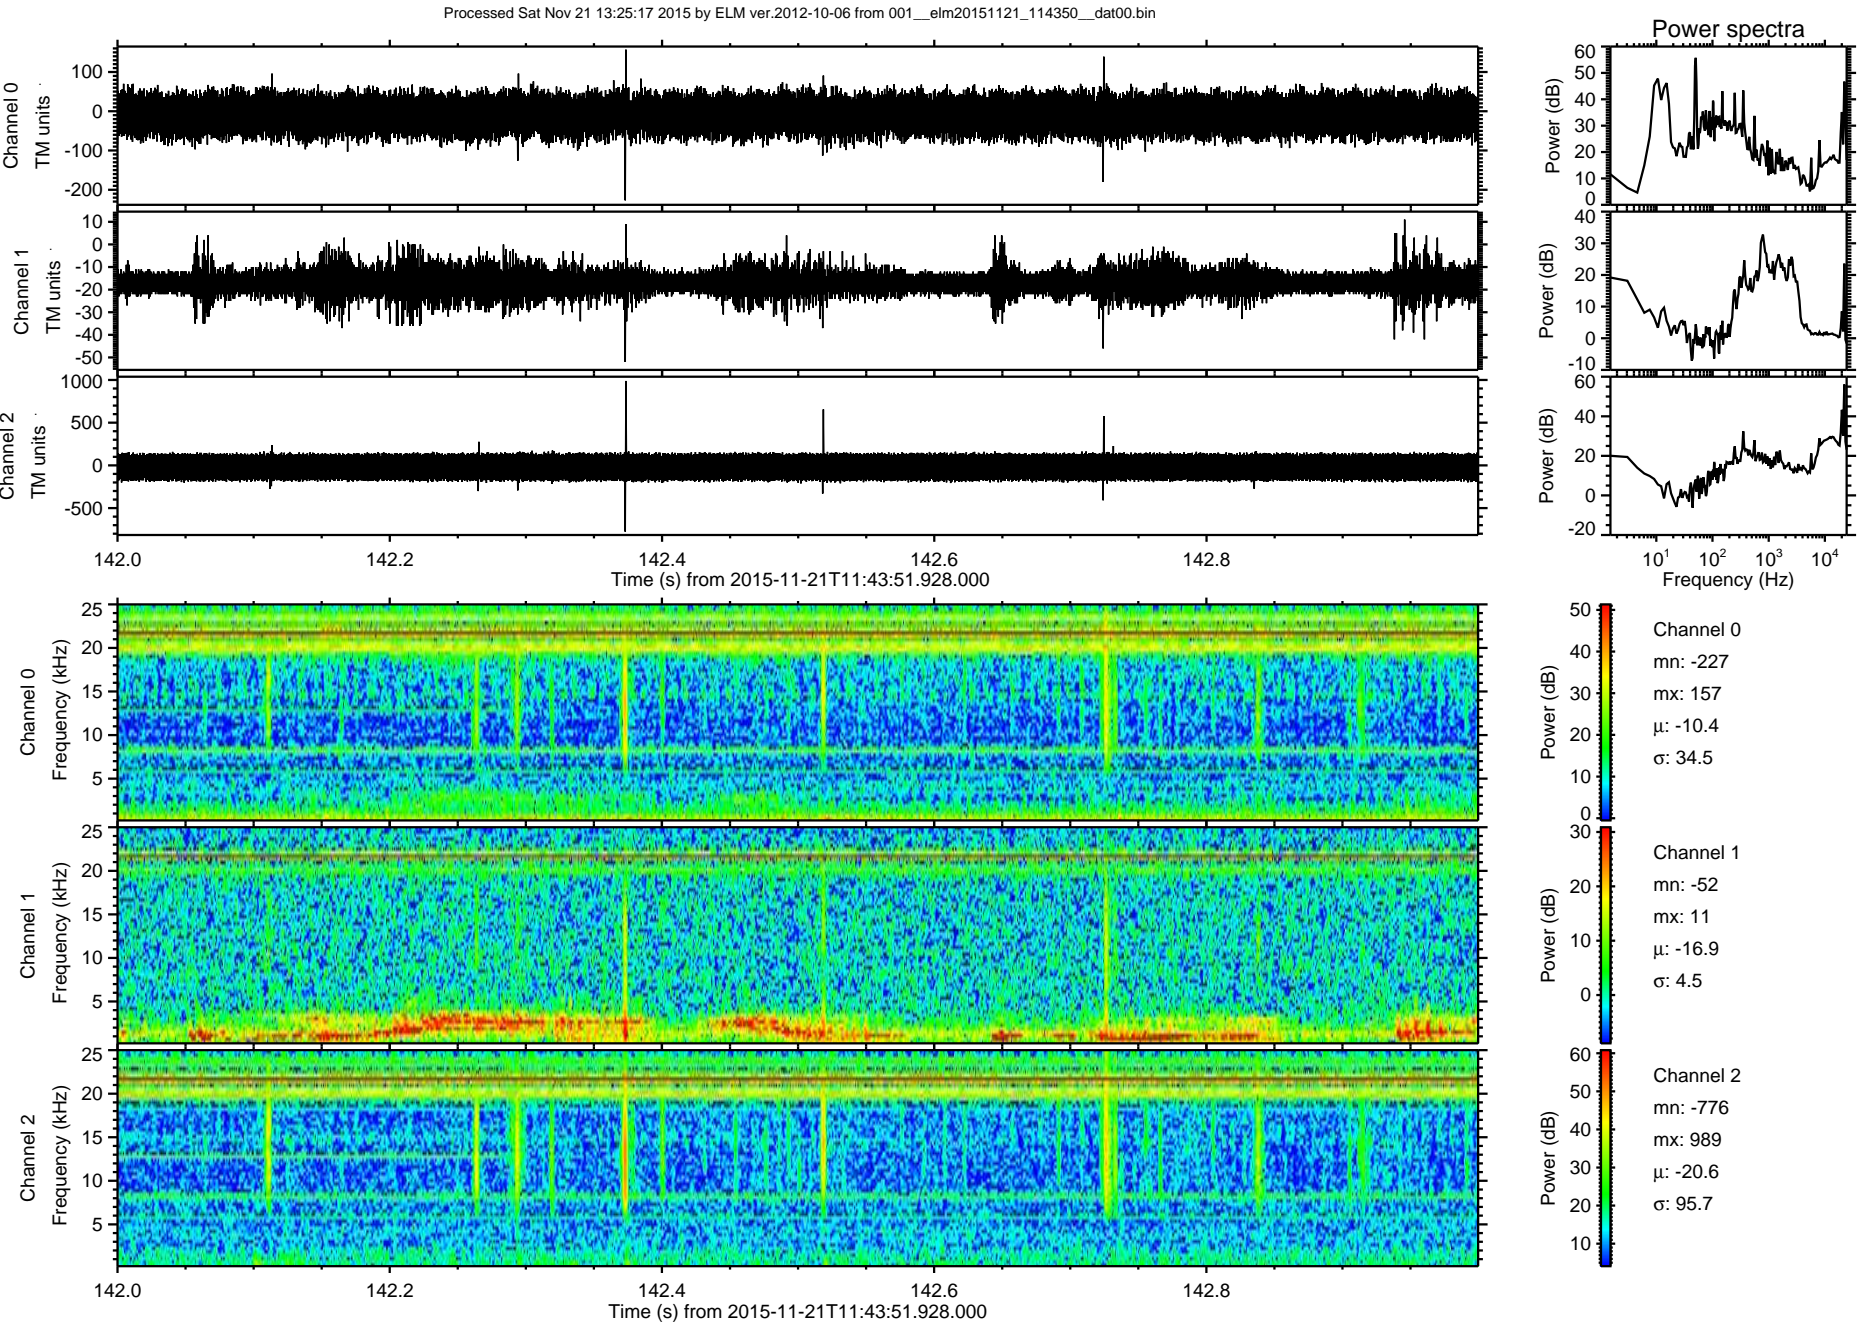 Processed Sat Nov 21 13:25:17 2015 by ELM ver.2012-10-06 from 001__elm20151121_114350__dat00.bin
Power spectra
Channel 0
TM units
100
0
-100
-200
Power (dB)
60
50
40
30
20
10
0
Channel 1
TM units
10
0
-10
-20
-30
-40
-50
Power (dB)
40
30
20
10
0
-10
Channel 2
TM units
1000
500
0
-500
Power (dB)
60
40
20
0
-20
142.0 142.2 142.4 142.6 142.8
Time (s) from 2015-11-21T11:43:51.928.000
10¹ 10² 10³ 10⁴
Frequency (Hz)
Channel 0
Frequency (kHz)
25
20
15
10
5
Power (dB)
50
40
30
20
10
0
Channel 0
mn: -227
mx: 157
μ: -10.4
σ: 34.5
Channel 1
Frequency (kHz)
25
20
15
10
5
Power (dB)
30
20
10
0
Channel 1
mn: -52
mx: 11
μ: -16.9
σ: 4.5
Channel 2
Frequency (kHz)
25
20
15
10
5
Power (dB)
60
50
40
30
20
10
Channel 2
mn: -776
mx: 989
μ: -20.6
σ: 95.7
142.0 142.2 142.4 142.6 142.8
Time (s) from 2015-11-21T11:43:51.928.000